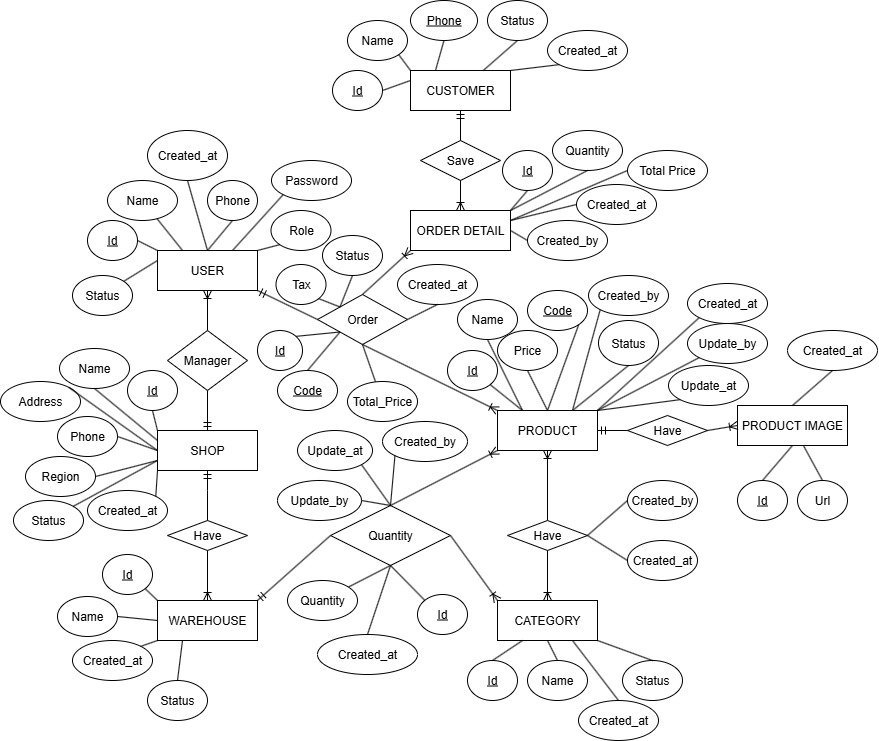 Phone
Status
Name
Created_at
Id
CUSTOMER
Save
Created_at
Quantity
Id
Total Price
Password
Name
Phone
Created_at
Role
ORDER DETAIL
Id
Created_by
USER
Status
Status
Tax
Created_at
Order
Name
Code
Created_by
Created_at
Status
Update_by
Id
Price
Created_at
Manager
Id
Update_at
Name
Id
Code
Total_Price
Address
Phone
PRODUCT
Have
PRODUCT IMAGE
SHOP
Update_at
Created_by
Region
Update_by
Created_by
Id
Url
Status
Created_at
Have
Quantity
Have
Created_at
Id
Name
WAREHOUSE
Quantity
Id
CATEGORY
Created_at
Created_at
Id
Name
Status
Status
Created_at